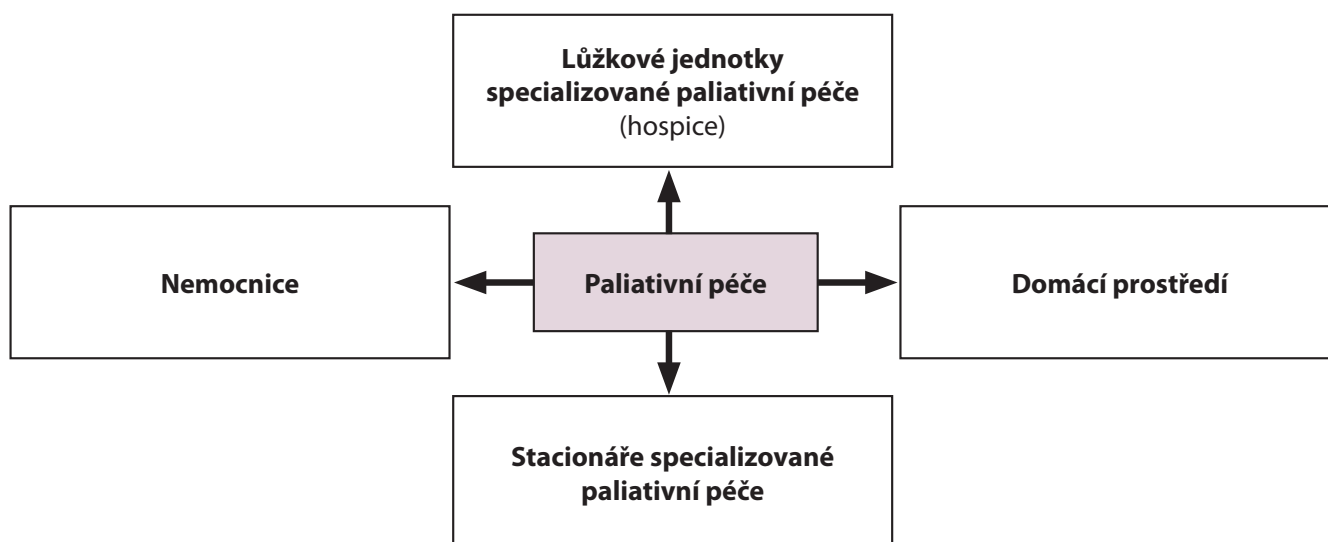 Lůžkové jednotky
specializované paliativní péče
(hospice)
Nemocnice
Paliativní péče
Domácí prostředí
Stacionáře specializované
paliativní péče